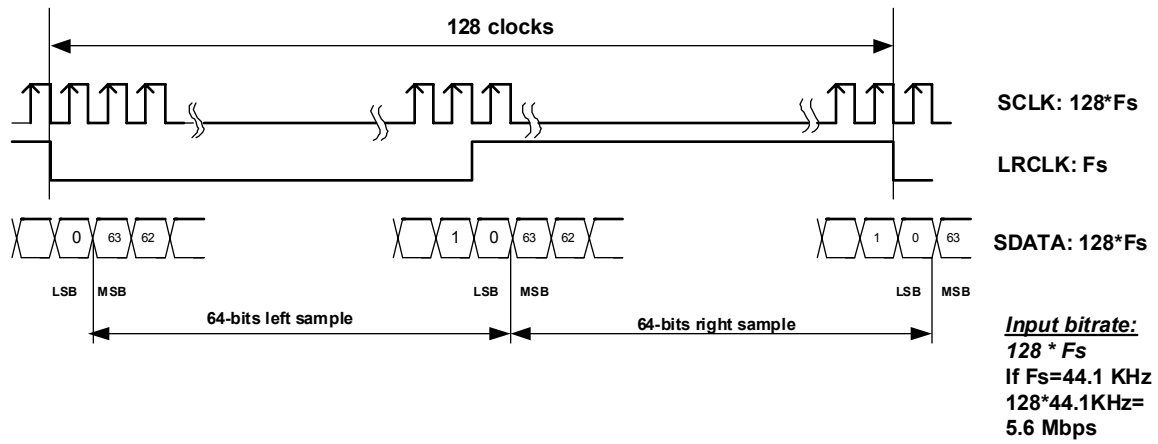 128 clocks
SCLK: 128*Fs
LRCLK: Fs
0 63 62 1 0 63 62 1 0 63 SDATA: 128*Fs
LSB MSB LSB MSB LSB MSB
64-bits left sample 64-bits right sample
Input bitrate:
128 * Fs
If Fs=44.1 KHz
128*44.1KHz=
5.6 Mbps